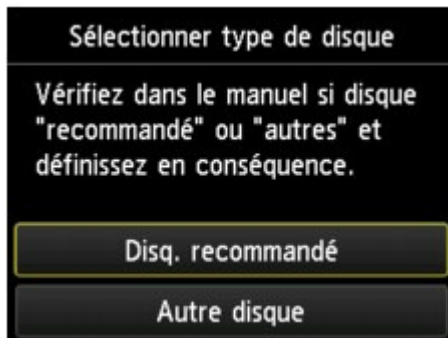 Sélectionner type de disque
Vérifiez dans le manuel si disque
"recommandé" ou "autres" et
définissez en conséquence.
Disq. recommandé
Autre disque